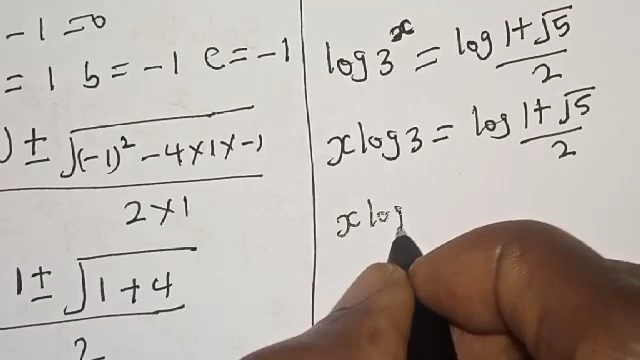 -1 = 0
= 1 b = -1 c = -1
) ± √(-1)² - 4×1×-1
2×1
1 ± √1+4
2
log 3^x = log 1+√5
2
x log 3 = log 1+√5
2
x log